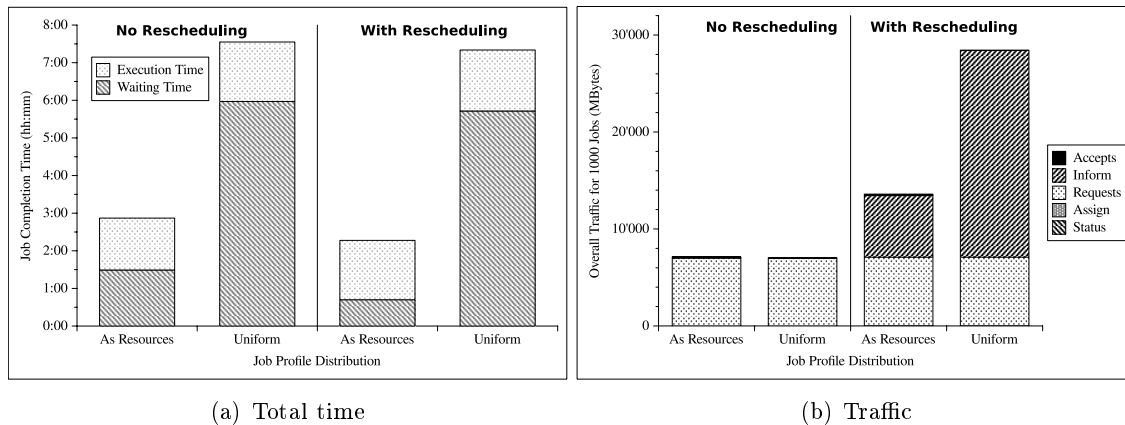 No Rescheduling
With Rescheduling
Execution Time
Waiting Time
Job Completion Time (hh:mm)
8:00
7:00
6:00
5:00
4:00
3:00
2:00
1:00
0:00
As Resources
Uniform
As Resources
Uniform
Job Profile Distribution
(a) Total time
No Rescheduling
With Rescheduling
Overall Traffic for 1000 Jobs (MBytes)
30'000
20'000
10'000
0
Accepts
Inform
Requests
Assign
Status
As Resources
Uniform
As Resources
Uniform
Job Profile Distribution
(b) Traffic